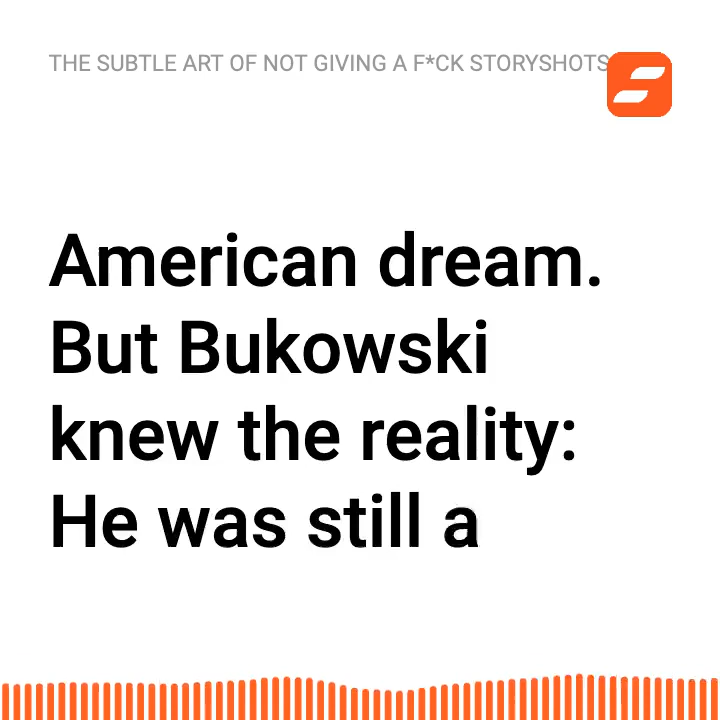 THE SUBTLE ART OF NOT GIVING A F*CK STORYSHOTS
American dream.
But Bukowski
knew the reality:
He was still a